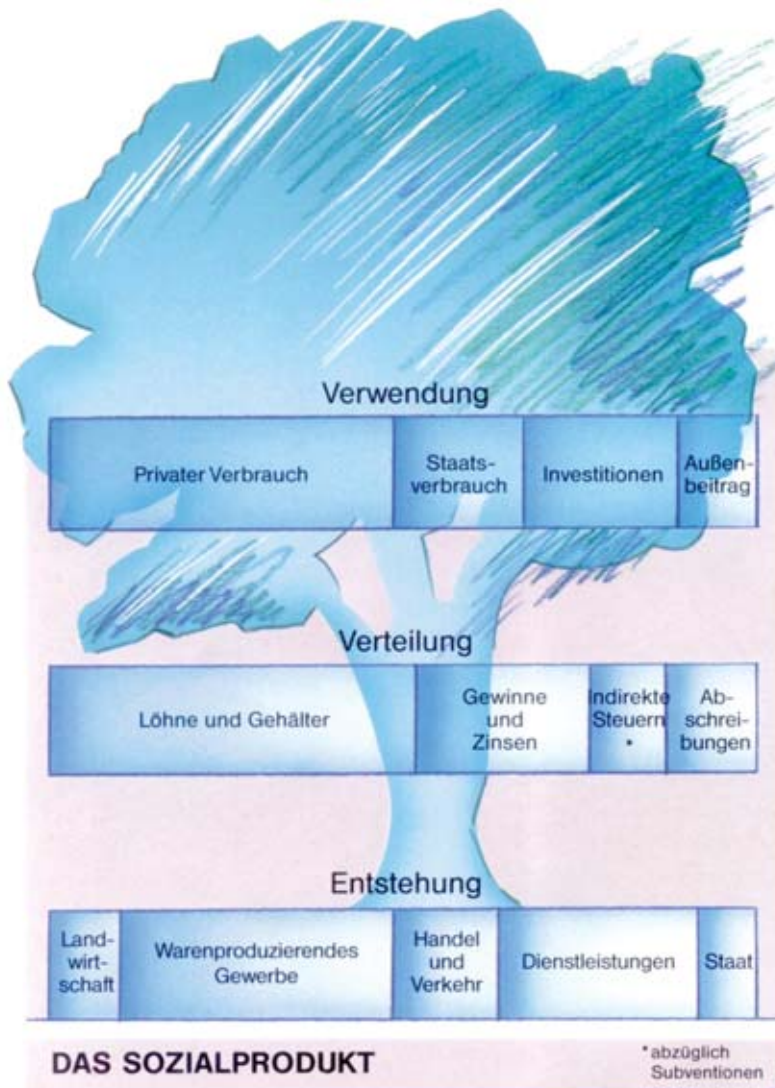 Verwendung
Privater Verbrauch
Staats-
verbrauch
Investitionen
Außen-
beitrag
Verteilung
Löhne und Gehälter
Gewinne
und
Zinsen
Indirekte
Steuern
*
Ab-
schrei-
bungen
Entstehung
Land-
wirt-
schaft
Warenproduzierendes
Gewerbe
Handel
und
Verkehr
Dienstleistungen
Staat
DAS SOZIALPRODUKT
* abzüglich
Subventionen